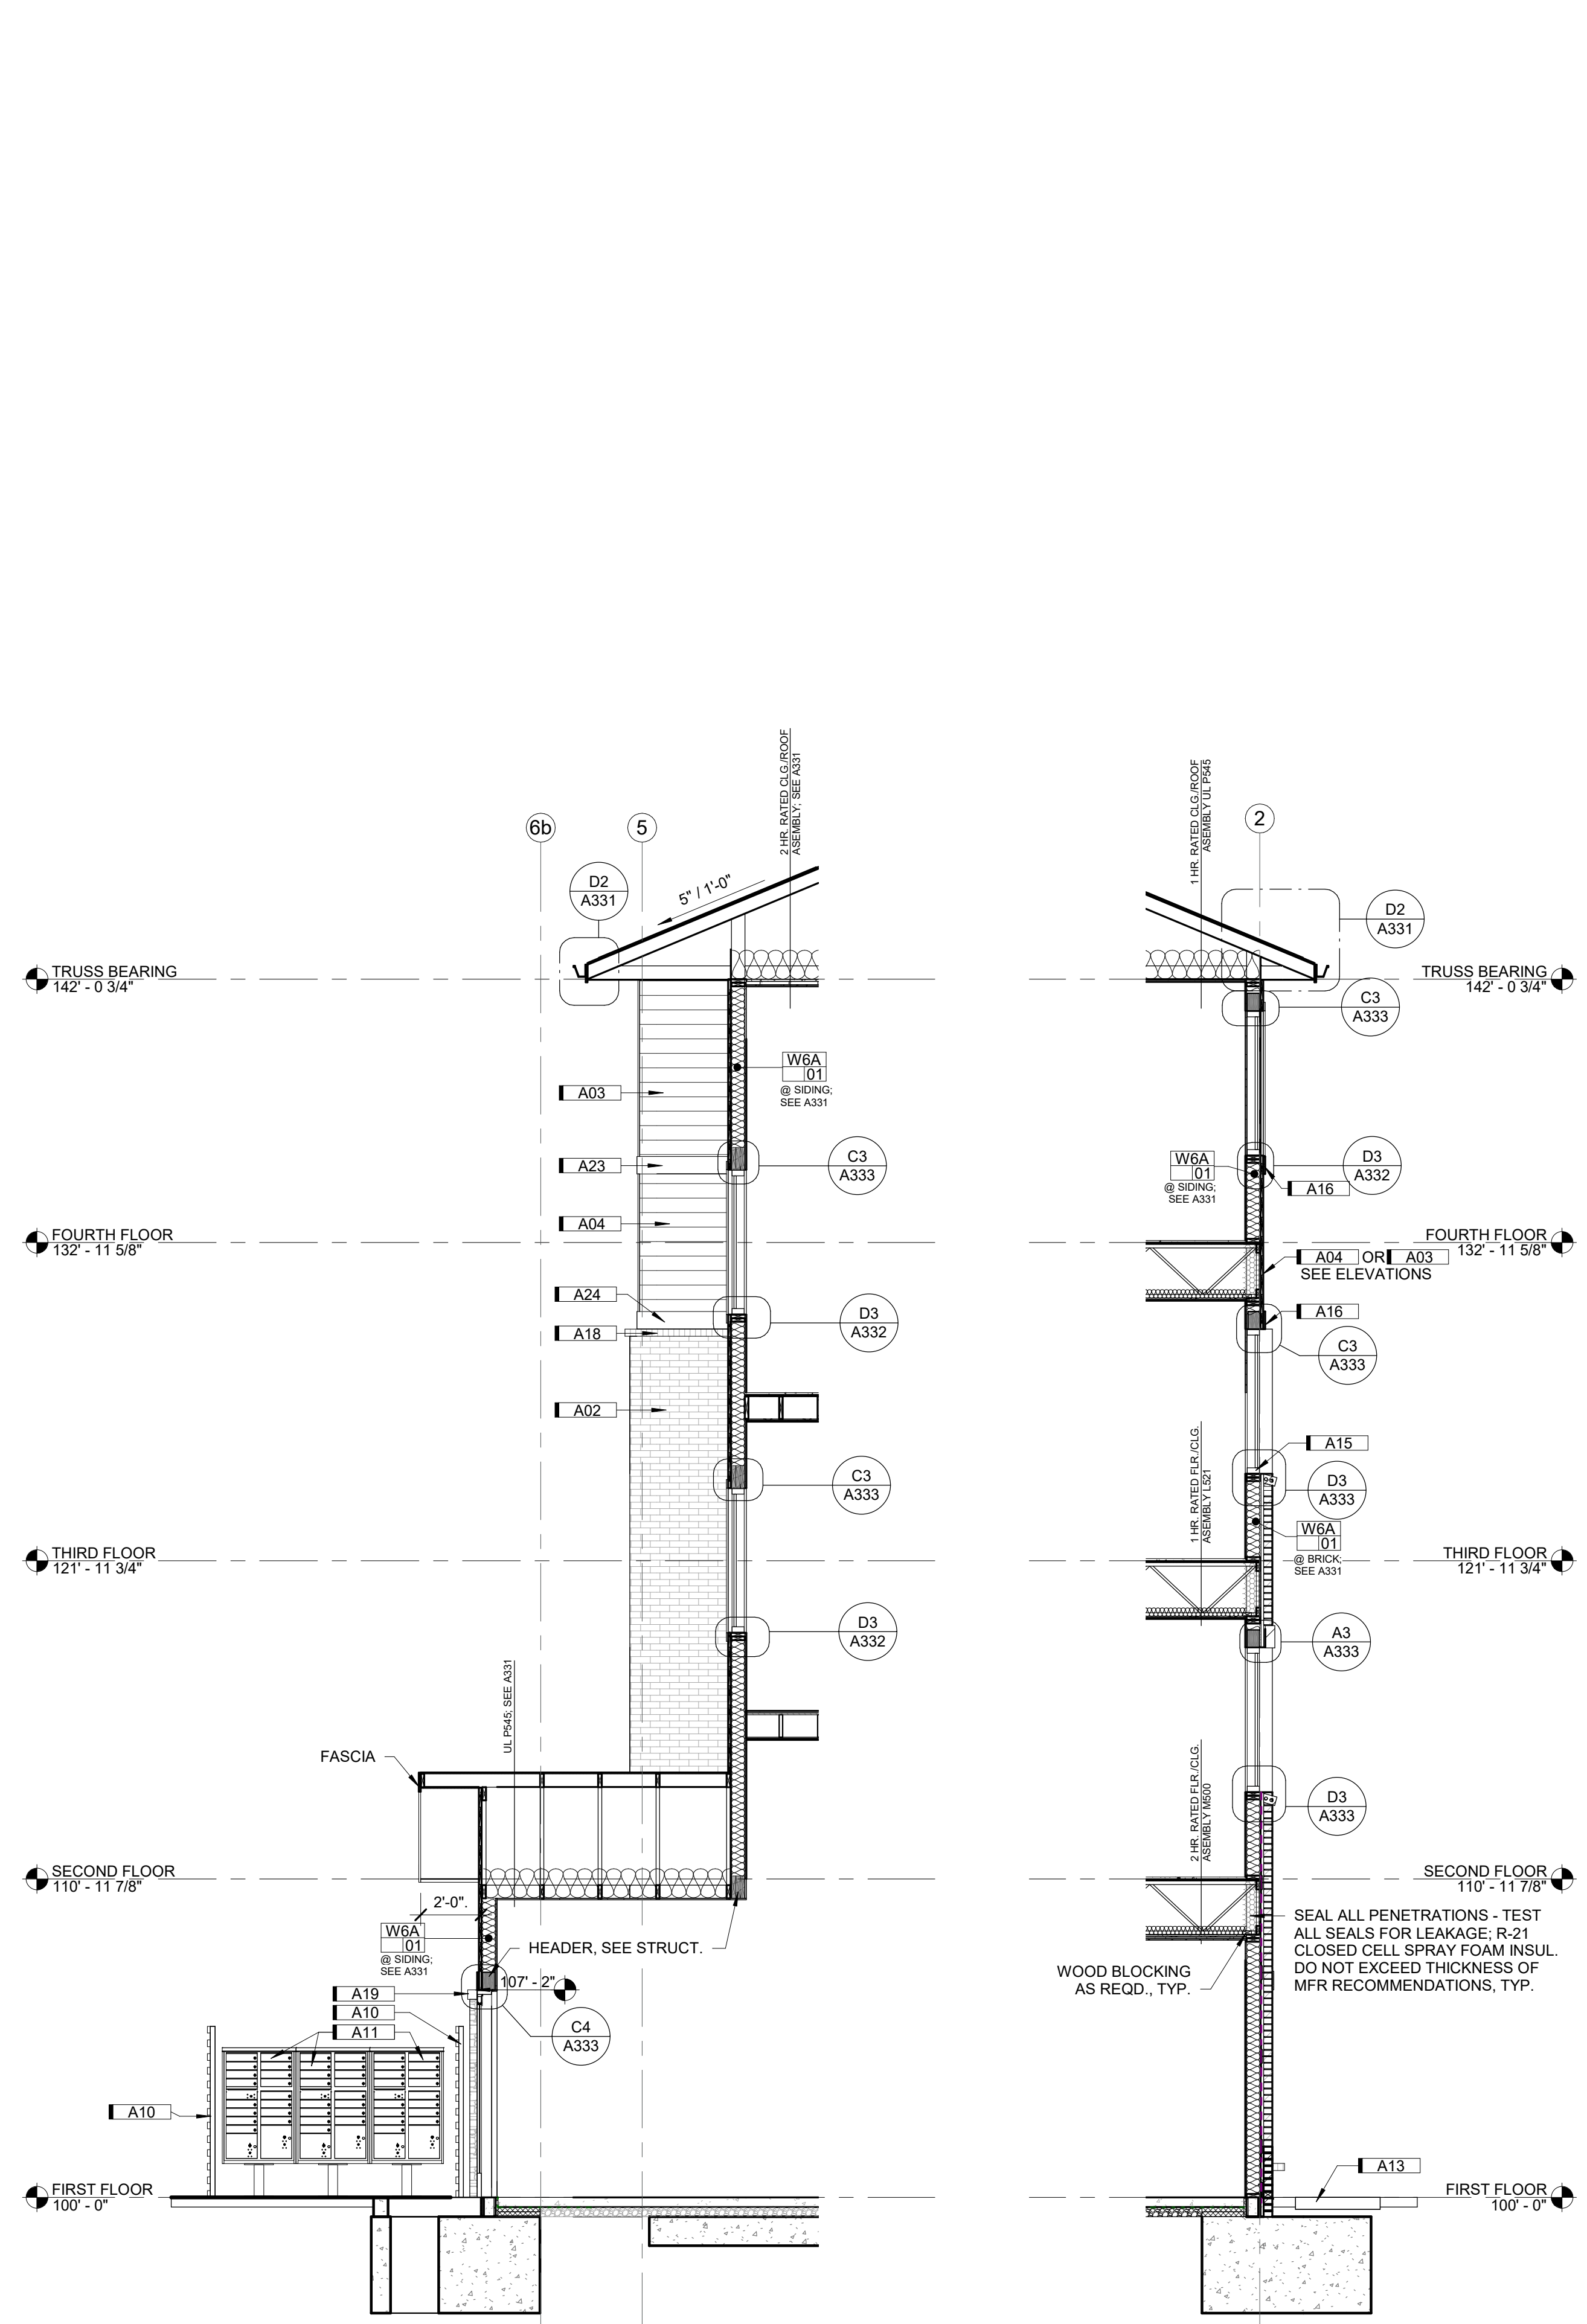 2 HR. RATED CLG./ROOF
ASEMBLY; SEE A331
1 HR. RATED CLG./ROOF
ASEMBLY UL P545
6b
5
2
D2
A331
5" / 1'-0"
D2
A331
TRUSS BEARING
142' - 0 3/4"
TRUSS BEARING
142' - 0 3/4"
C3
A333
W6A
01
@ SIDING;
SEE A331
A03
A23
C3
A333
W6A
01
@ SIDING;
SEE A331
D3
A332
A16
A04
FOURTH FLOOR
132' - 11 5/8"
FOURTH FLOOR
132' - 11 5/8"
A04 OR A03
SEE ELEVATIONS
A24
A18
D3
A332
A16
C3
A333
A02
C3
A333
1 HR. RATED FLR./CLG.
ASEMBLY L521
A15
D3
A333
W6A
01
@ BRICK;
SEE A331
THIRD FLOOR
121' - 11 3/4"
THIRD FLOOR
121' - 11 3/4"
D3
A332
A3
A333
UL P545; SEE A331
FASCIA
2 HR. RATED FLR./CLG.
ASEMBLY M500
D3
A333
SECOND FLOOR
110' - 11 7/8"
SECOND FLOOR
110' - 11 7/8"
2'-0".
W6A
01
@ SIDING;
SEE A331
HEADER, SEE STRUCT.
SEAL ALL PENETRATIONS - TEST
ALL SEALS FOR LEAKAGE; R-21
CLOSED CELL SPRAY FOAM INSUL.
DO NOT EXCEED THICKNESS OF
MFR RECOMMENDATIONS, TYP.
WOOD BLOCKING
AS REQD., TYP.
107' - 2"
A19
A10
A11
C4
A333
A10
A13
FIRST FLOOR
100' - 0"
FIRST FLOOR
100' - 0"